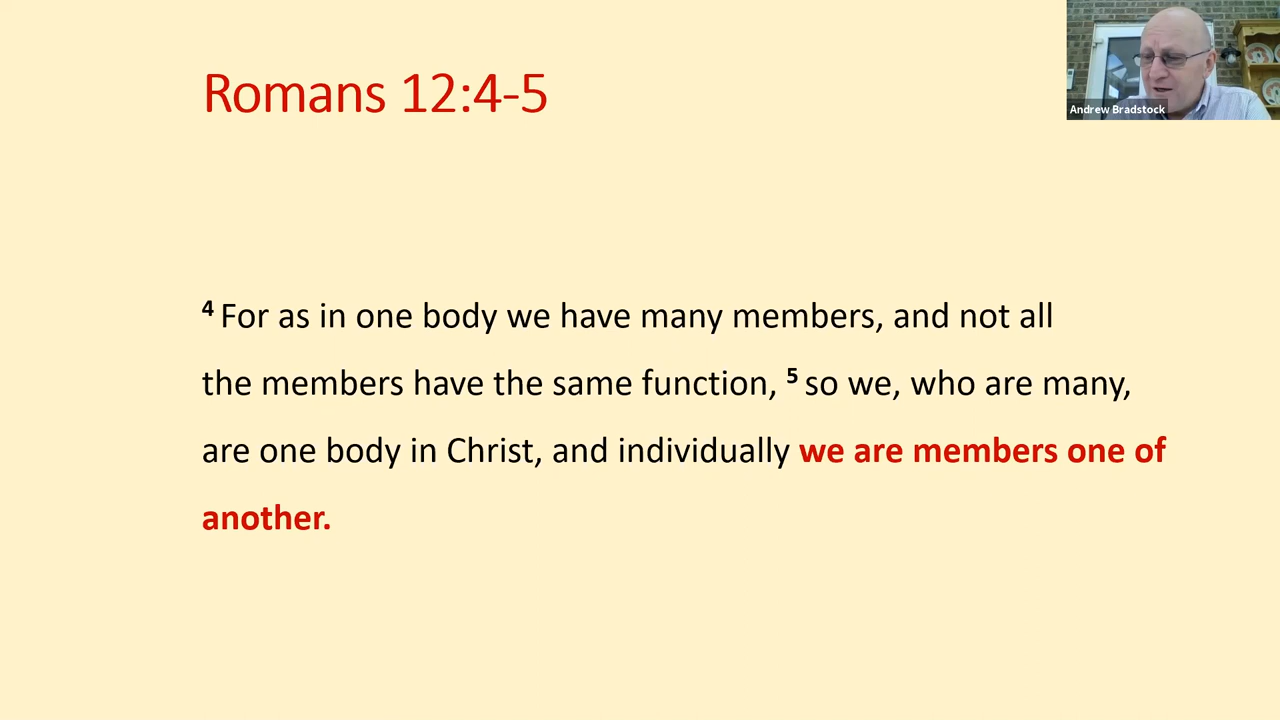 Romans 12:4-5
Andrew Bradstock
4 For as in one body we have many members, and not all
the members have the same function, 5 so we, who are many,
are one body in Christ, and individually we are members one of
another.